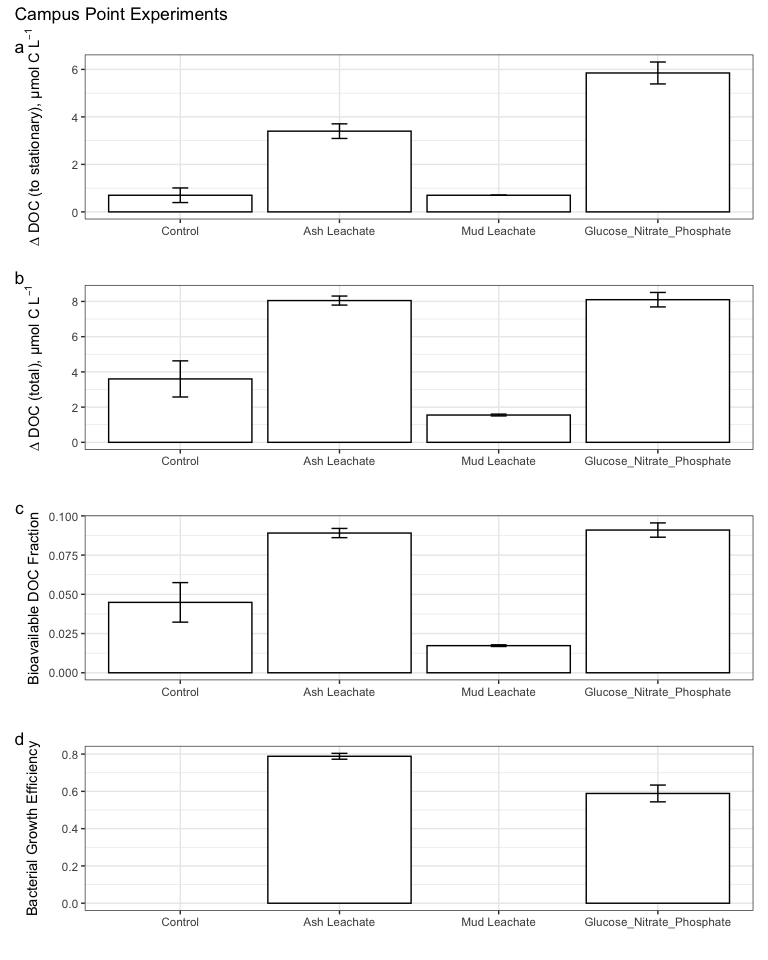 Campus Point Experiments
a
Δ DOC (to stationary), μmol C L⁻¹
6
4
2
0
Control Ash Leachate Mud Leachate Glucose_Nitrate_Phosphate
b
Δ DOC (total), μmol C L⁻¹
8
6
4
2
0
Control Ash Leachate Mud Leachate Glucose_Nitrate_Phosphate
c
Bioavailable DOC Fraction
0.100
0.075
0.050
0.025
0.000
Control Ash Leachate Mud Leachate Glucose_Nitrate_Phosphate
d
Bacterial Growth Efficiency
0.8
0.6
0.4
0.2
0.0
Control Ash Leachate Mud Leachate Glucose_Nitrate_Phosphate